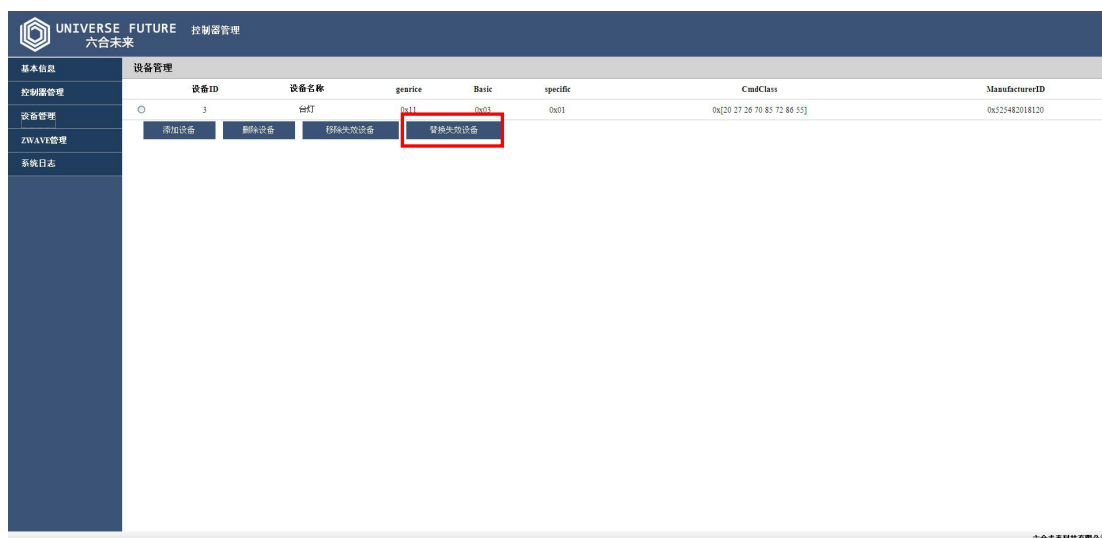 UNIVERSE FUTURE 控制器管理
六合未来
基本信息
控制器管理
设备管理
ZWAVE管理
系统日志
设备管理
设备ID 设备名称 genrice Basic specific CmdClass ManufacturerID
3 台灯 0x11 0x03 0x01 0x[20 27 26 70 85 72 86 55] 0x525482018120
添加设备 删除设备 移除失效设备 替换失效设备